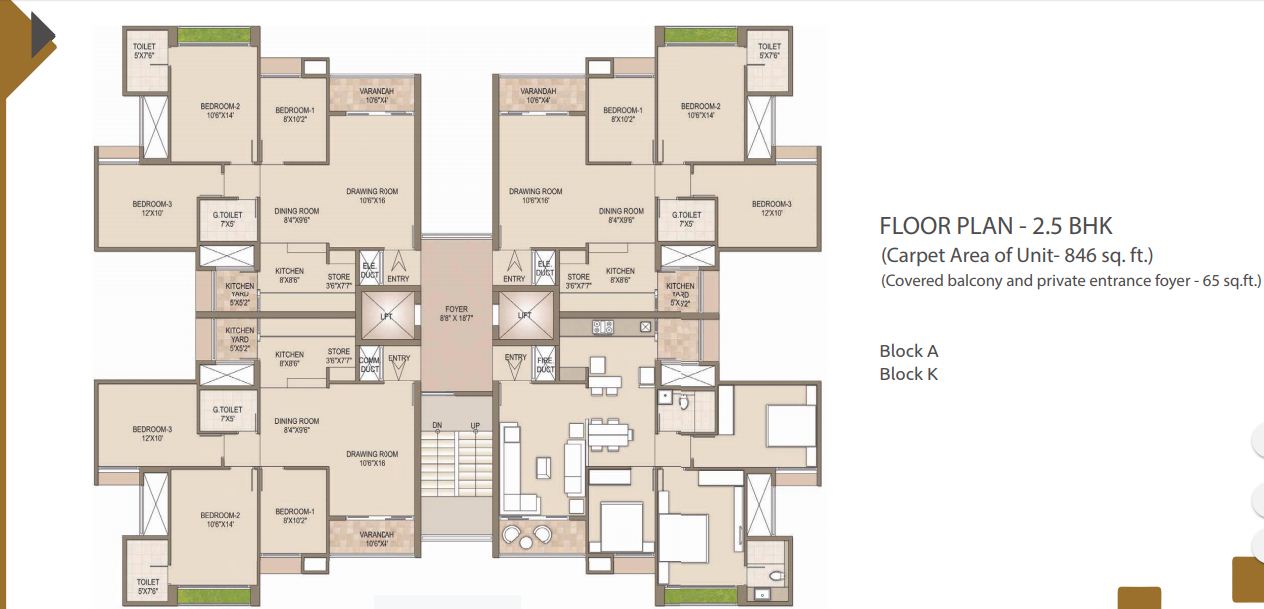 TOILET
5'X7'6"
BEDROOM-2
10'6"X14'
BEDROOM-1
8'X10'2"
VARANDAH
10'6"X4'
BEDROOM-3
12'X10'
G.TOILET
7'X5'
DINING ROOM
8'4"X9'6"
DRAWING ROOM
10'6"X16
KITCHEN
8'X8'6"
STORE
3'6"X7'7"
ELE.
DUCT
ENTRY
KITCHEN
YARD
5'X5'2"
LIFT
VARANDAH
10'6"X4'
BEDROOM-1
8'X10'2"
BEDROOM-2
10'6"X14'
TOILET
5'X7'6"
DRAWING ROOM
10'6"X16'
DINING ROOM
8'4"X9'6"
G.TOILET
7'X5'
BEDROOM-3
12'X10'
ENTRY
ELE.
DUCT
STORE
3'6"X7'7"
KITCHEN
8'X8'6"
KITCHEN
YARD
5'X5'2"
LIFT
FOYER
8'8" X 18'7"
KITCHEN
YARD
5'X5'2"
KITCHEN
8'X8'6"
STORE
3'6"X7'7"
COMM.
DUCT
ENTRY
G.TOILET
7'X5'
BEDROOM-3
12'X10'
DINING ROOM
8'4"X9'6"
DRAWING ROOM
10'6"X16
BEDROOM-2
10'6"X14'
BEDROOM-1
8'X10'2"
VARANDAH
10'6"X4'
TOILET
5'X7'6"
ENTRY
FIRE.
DUCT
DN
UP
FLOOR PLAN - 2.5 BHK
(Carpet Area of Unit- 846 sq. ft.)
(Covered balcony and private entrance foyer - 65 sq.ft.)
Block A
Block K